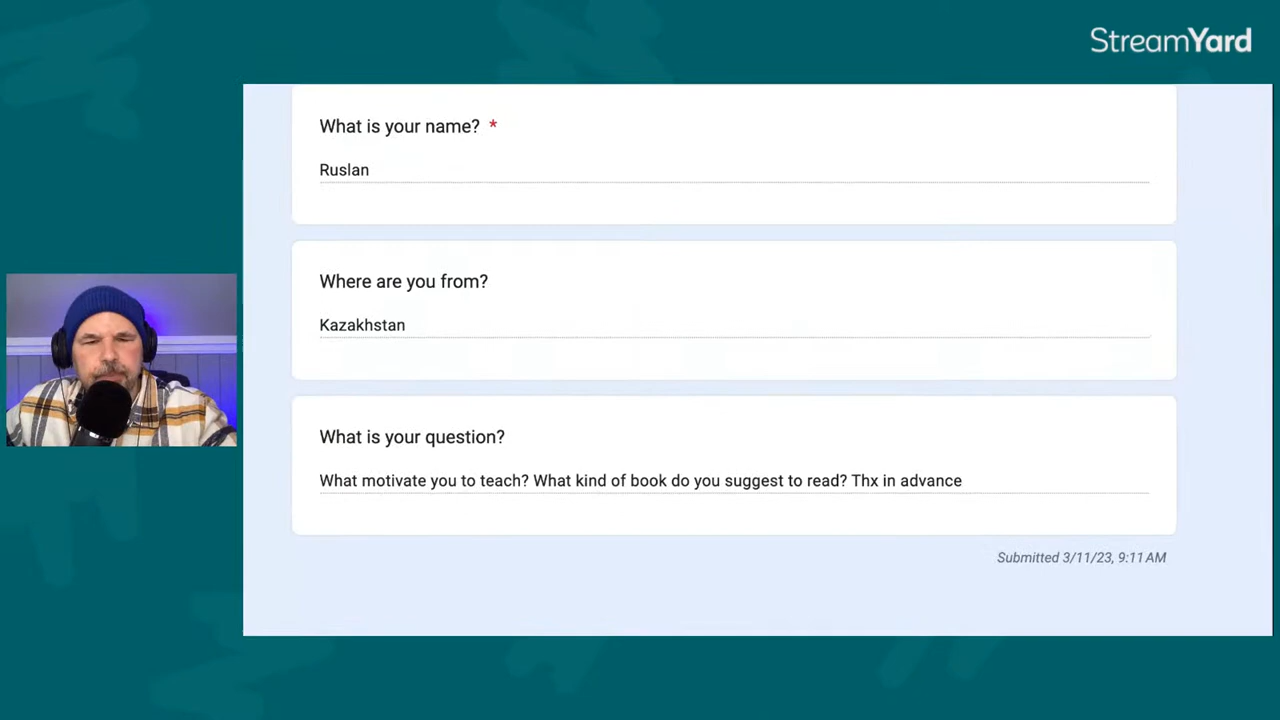 StreamYard
What is your name? *
Ruslan
Where are you from?
Kazakhstan
What is your question?
What motivate you to teach? What kind of book do you suggest to read? Thx in advance
Submitted 3/11/23, 9:11 AM